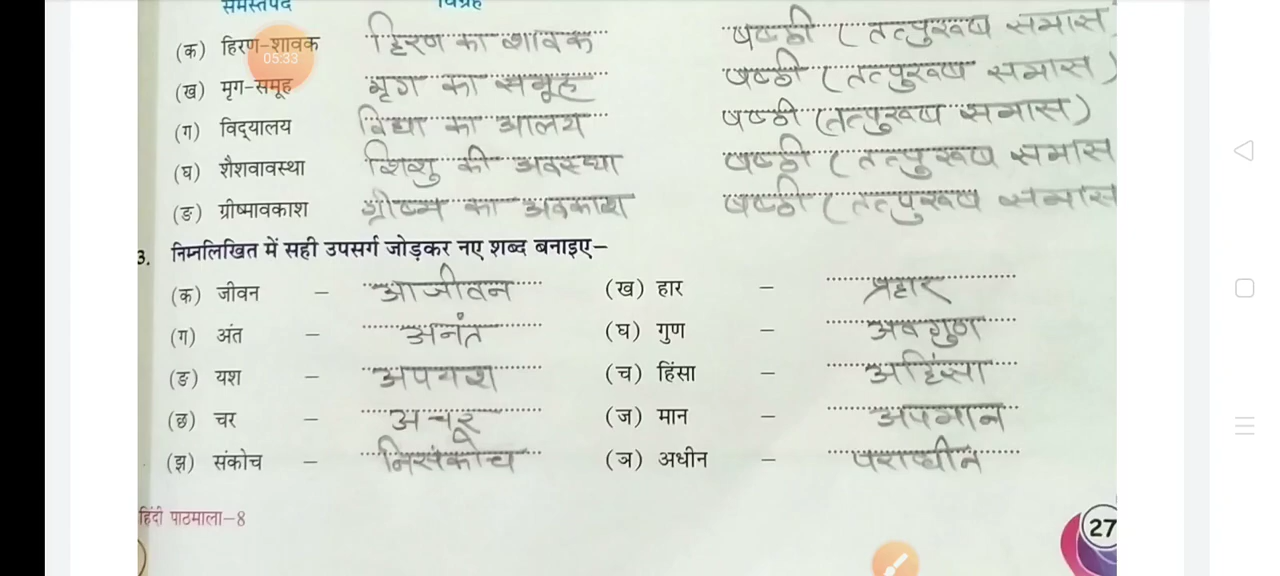 समस्तपद विग्रह
(क) हिरण-शावक हिरण का शावक षष्ठी (तत्पुरूष समास
05:33
(ख) मृग-समूह मृग का समूह षष्ठी (तत्पुरूष समास)
(ग) विद्यालय विद्या का आलय षष्ठी (तत्पुरूष समास)
(घ) शैशवावस्था शिशु की अवस्था षष्ठी (तत्पुरूष समास
(ङ) ग्रीष्मावकाश ग्रीष्म का अवकाश षष्ठी (तत्पुरूष समास
3. निम्नलिखित में सही उपसर्ग जोड़कर नए शब्द बनाइए–
(क) जीवन – आजीवन (ख) हार – प्रहार
(ग) अंत – अनंत (घ) गुण – अवगुण
(ङ) यश – अपयश (च) हिंसा – अहिंसा
(छ) चर – अचर (ज) मान – अपमान
(झ) संकोच – निसंकोच (ञ) अधीन – पराधीन
हिंदी पाठमाला–8
27